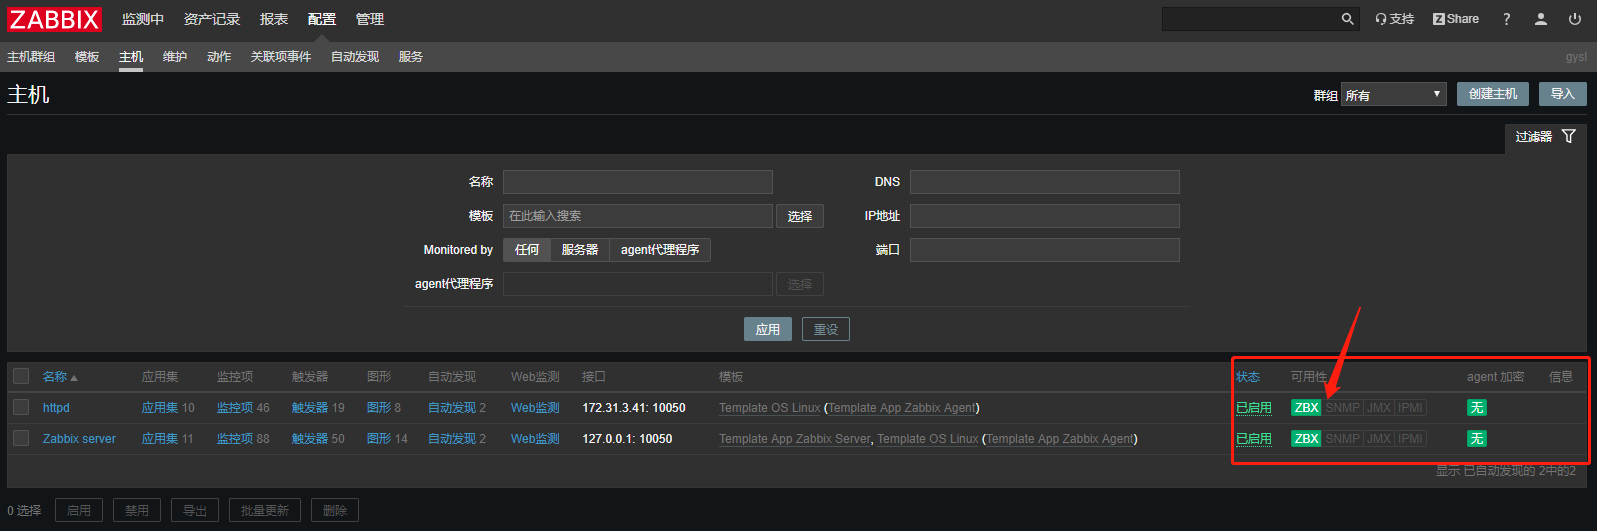 ZABBIX 监测中 资产记录 报表 配置 管理 支持 Z Share ?
主机群组 模板 主机 维护 动作 关联项事件 自动发现 服务 gysl
主机 群组 所有 创建主机 导入
过滤器
名称 DNS
模板 在此输入搜索 选择 IP地址
Monitored by 任何 服务器 agent代理程序 端口
agent代理程序 选择
应用 重设
名称 应用集 监控项 触发器 图形 自动发现 Web监测 接口 模板 状态 可用性 agent 加密 信息
httpd 应用集 10 监控项 46 触发器 19 图形 8 自动发现 2 Web监测 172.31.3.41: 10050 Template OS Linux (Template App Zabbix Agent) 已启用 ZBX SNMP JMX IPMI 无
Zabbix server 应用集 11 监控项 88 触发器 50 图形 14 自动发现 2 Web监测 127.0.0.1: 10050 Template App Zabbix Server, Template OS Linux (Template App Zabbix Agent) 已启用 ZBX SNMP JMX IPMI 无
显示 已自动发现的 2中的2
0 选择 启用 禁用 导出 批量更新 删除